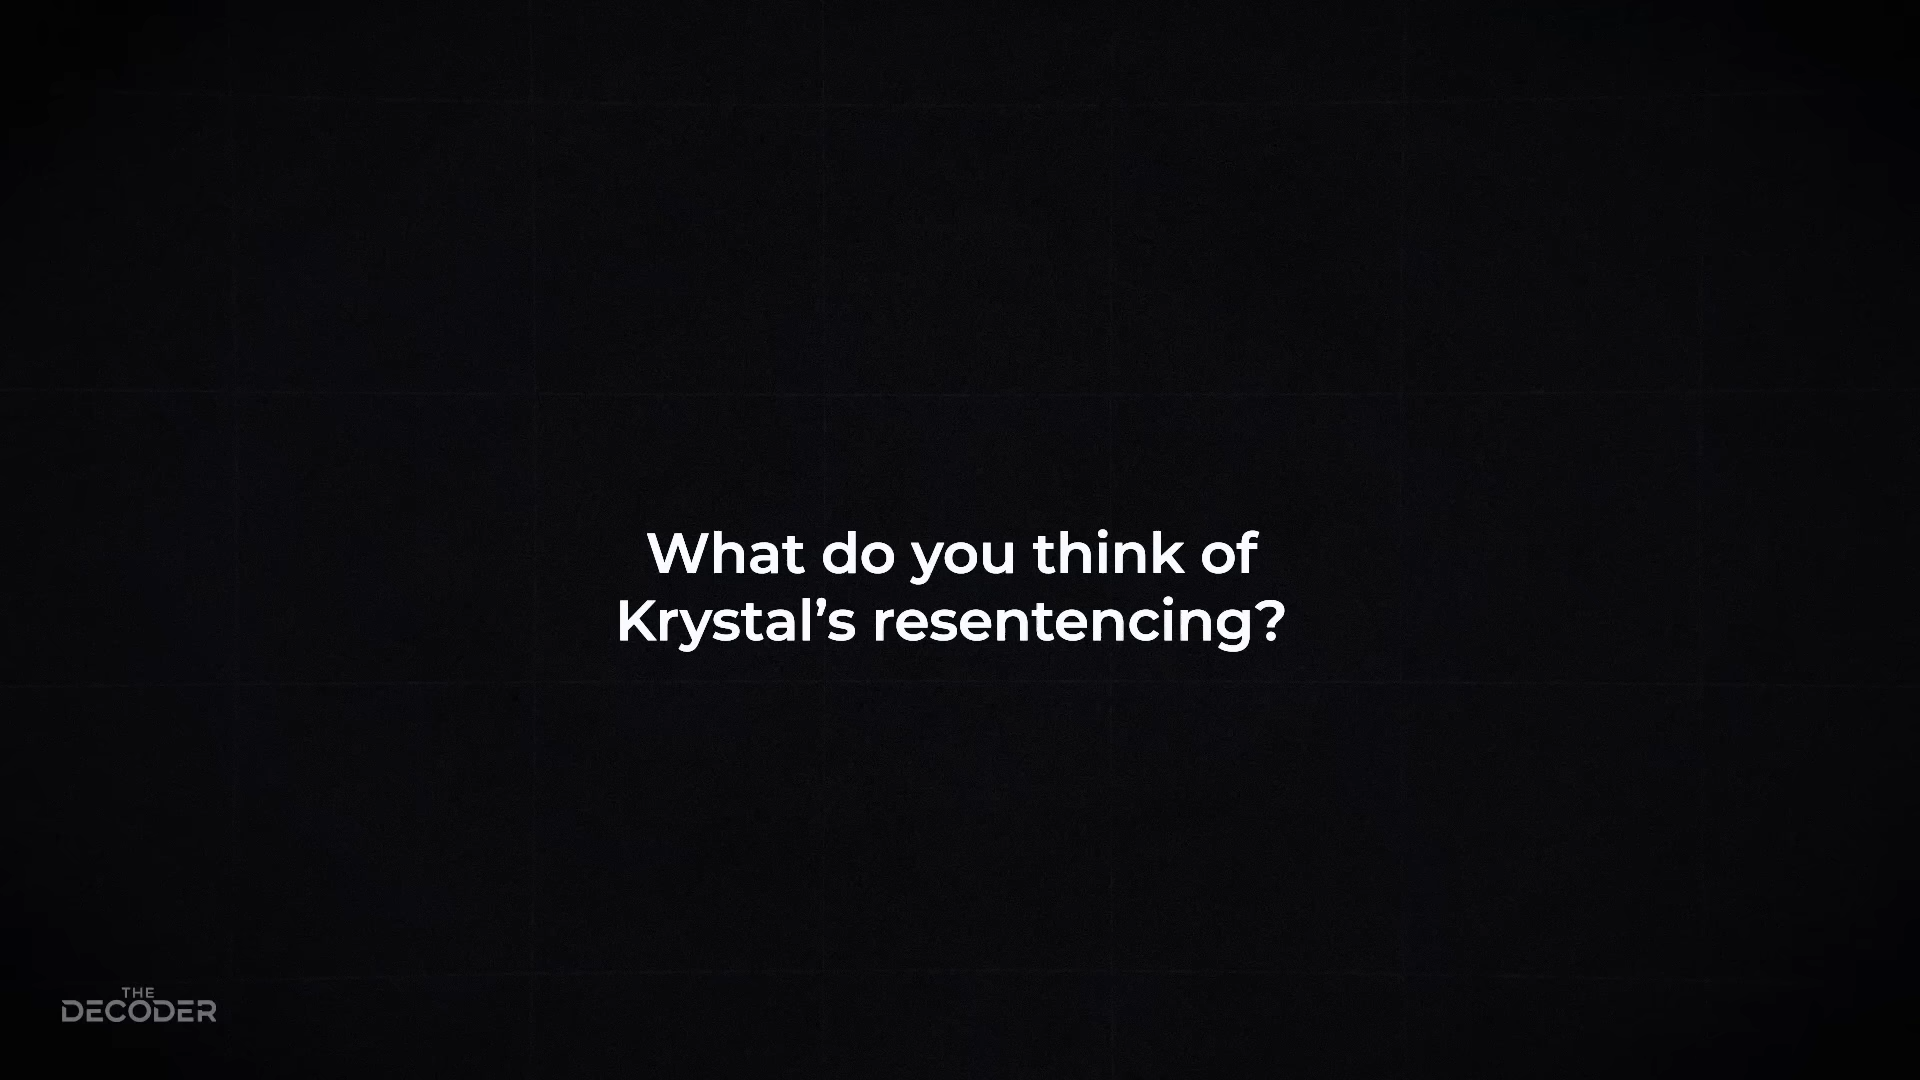 What do you think of
Krystal’s resentencing?
THE
DECODER